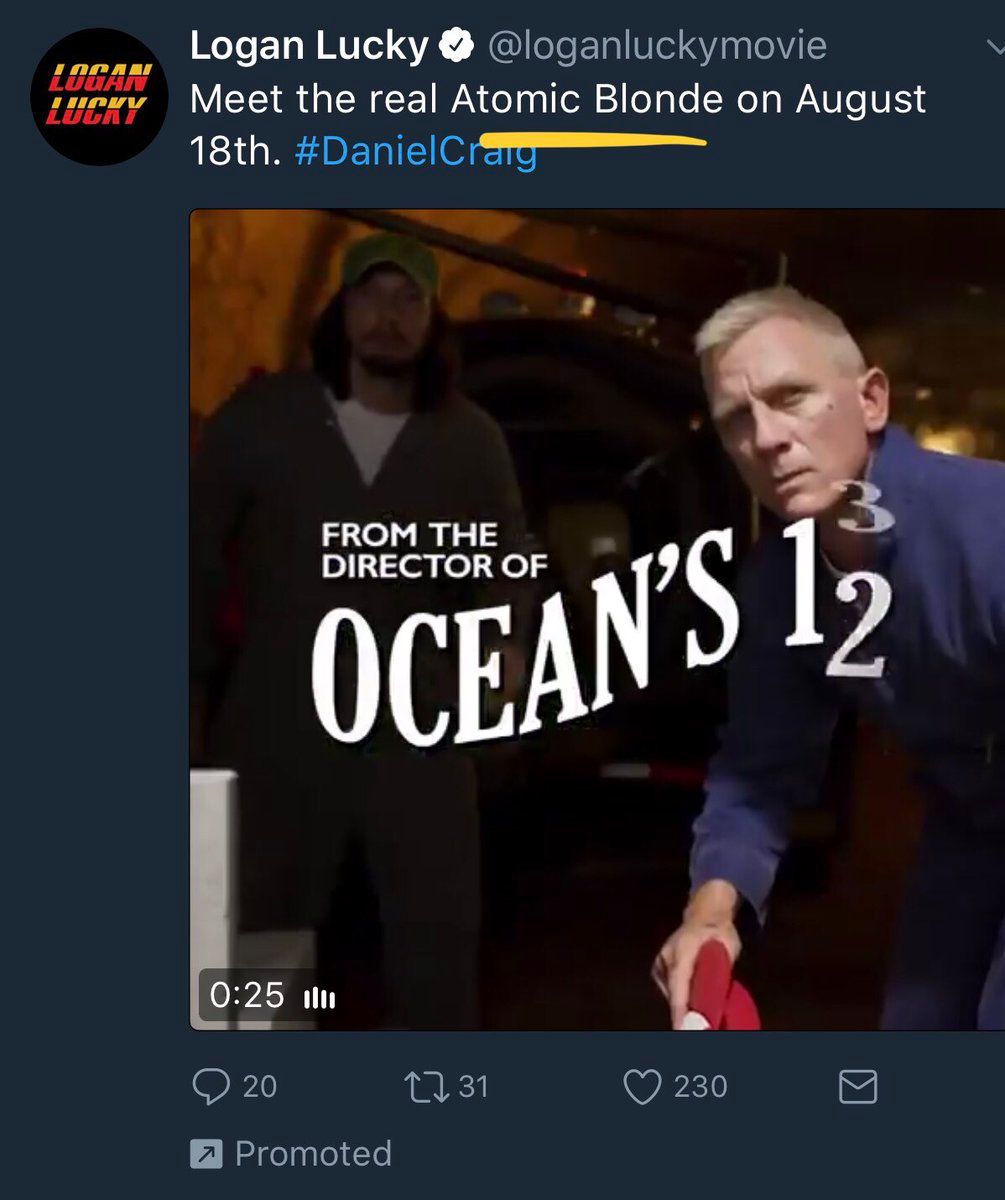 LOGAN
LUCKY
Logan Lucky @loganluckymovie
Meet the real Atomic Blonde on August
18th. #DanielCraig
FROM THE
DIRECTOR OF
OCEAN'S 1
3
2
0:25
20 31 230
Promoted